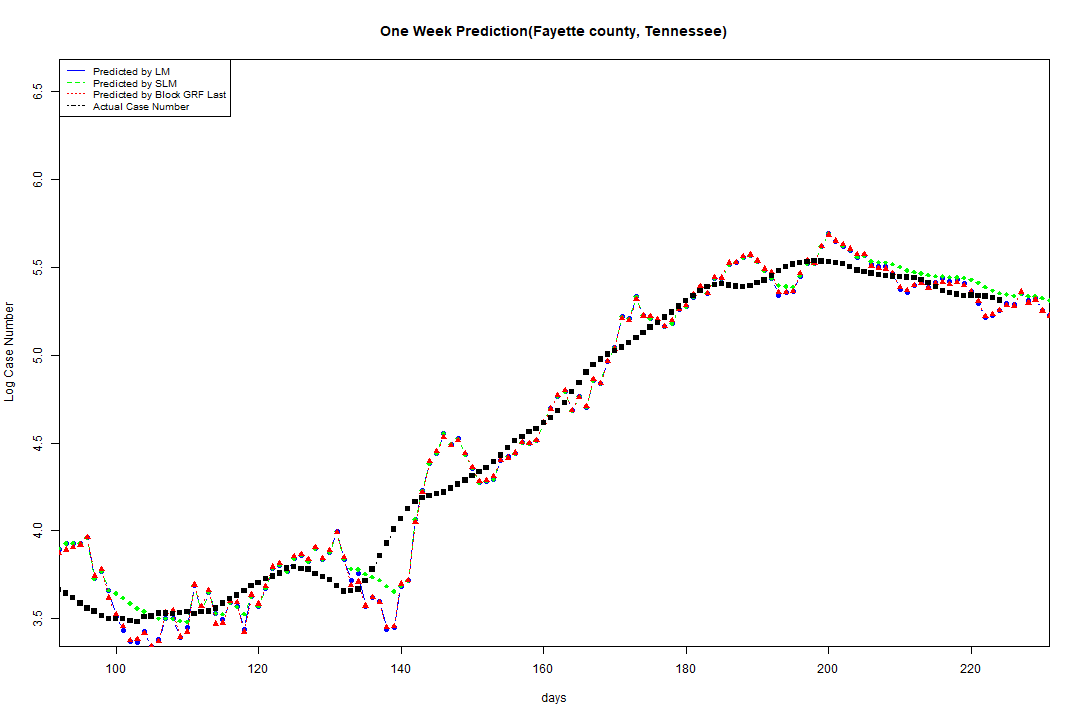 One Week Prediction(Fayette county, Tennessee)
Predicted by LM
Predicted by SLM
Predicted by Block GRF Last
Actual Case Number
6.5
6.0
5.5
5.0
4.5
4.0
3.5
Log Case Number
100 120 140 160 180 200 220
days